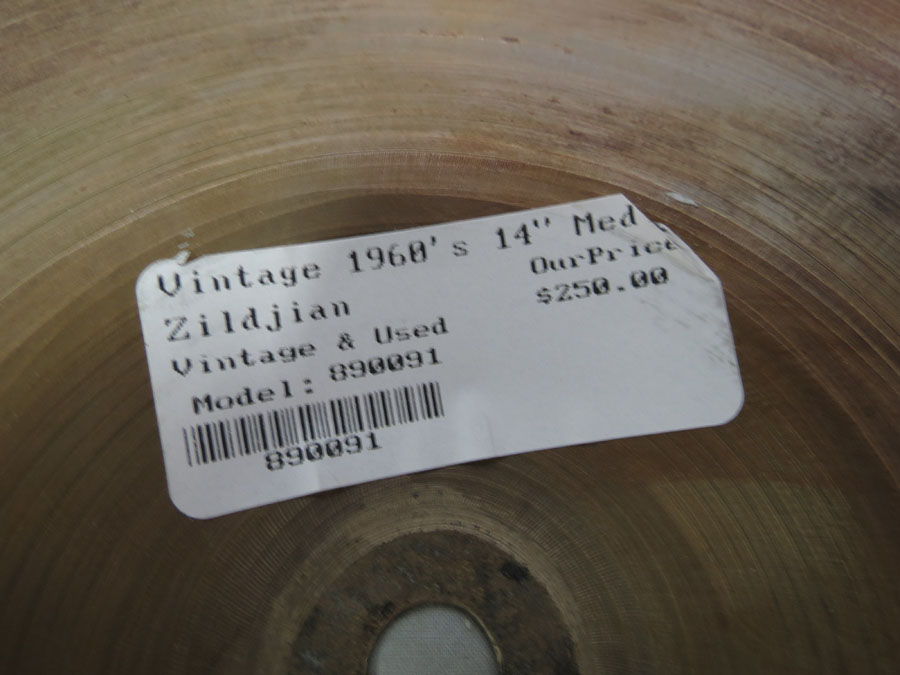 Vintage 1960's 14" Med
OurPrice
Zildjian
$250.00
Vintage & Used
Model: 890091
890091